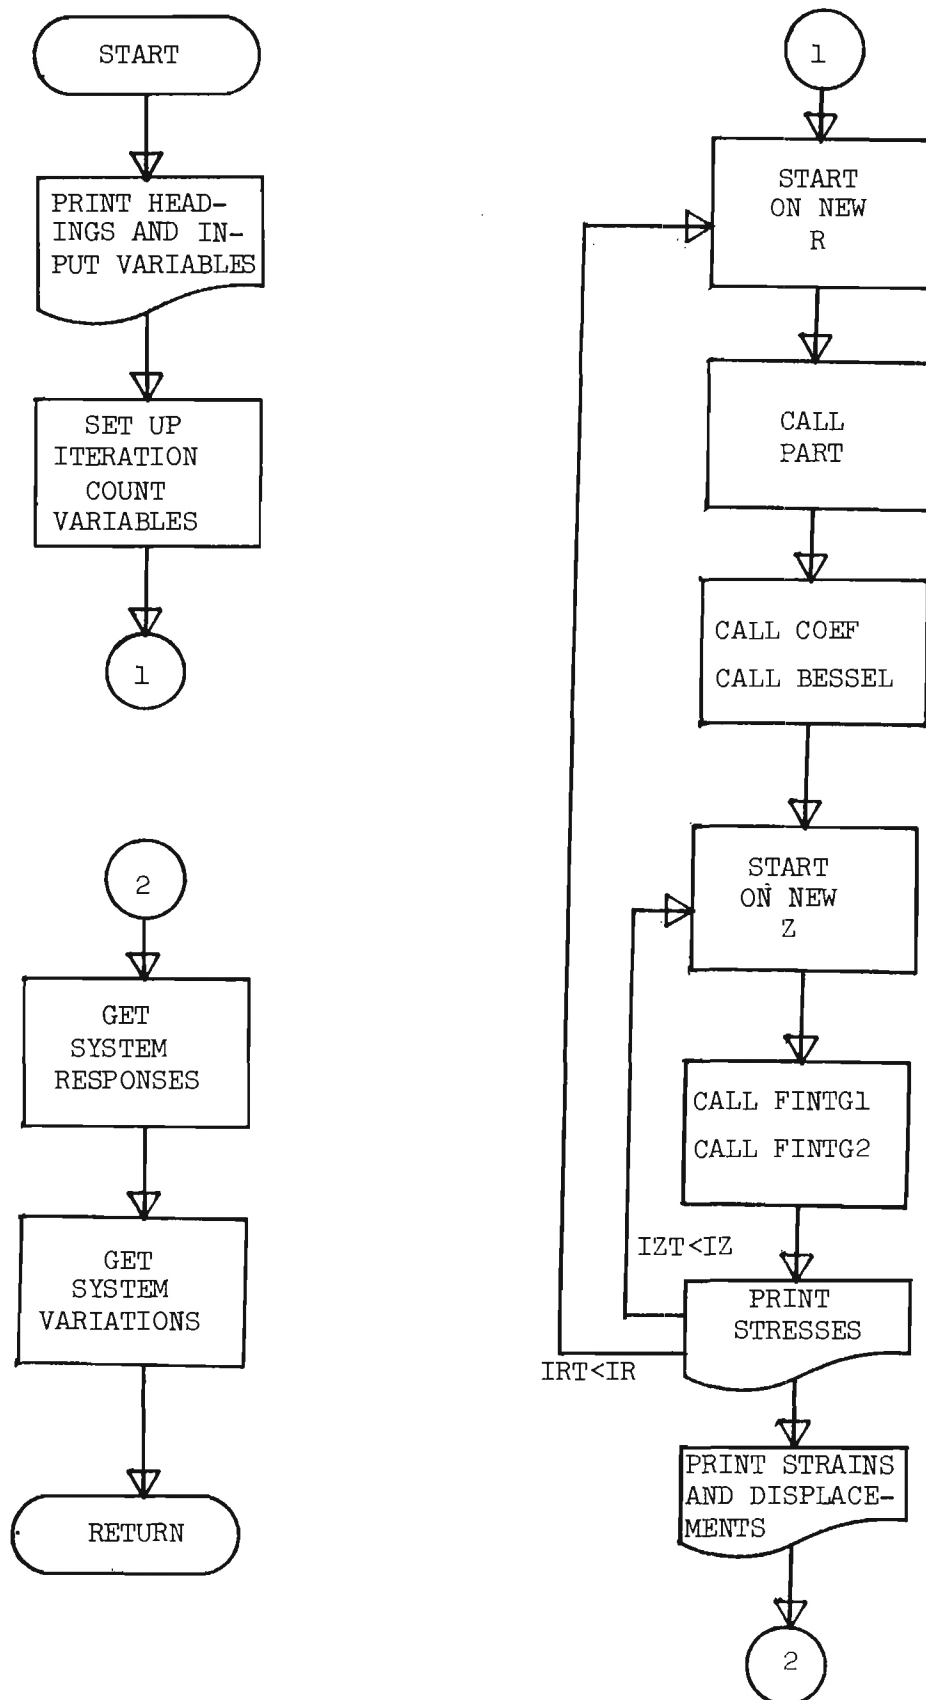 START
PRINT HEAD-
INGS AND IN-
PUT VARIABLES
SET UP
ITERATION
COUNT
VARIABLES
1
2
GET
SYSTEM
RESPONSES
GET
SYSTEM
VARIATIONS
RETURN
1
START
ON NEW
R
CALL
PART
CALL COEF
CALL BESSEL
START
ON NEW
Z
CALL FINTG1
CALL FINTG2
IZT<IZ
PRINT
STRESSES
IRT<IR
PRINT STRAINS
AND DISPLACE-
MENTS
2